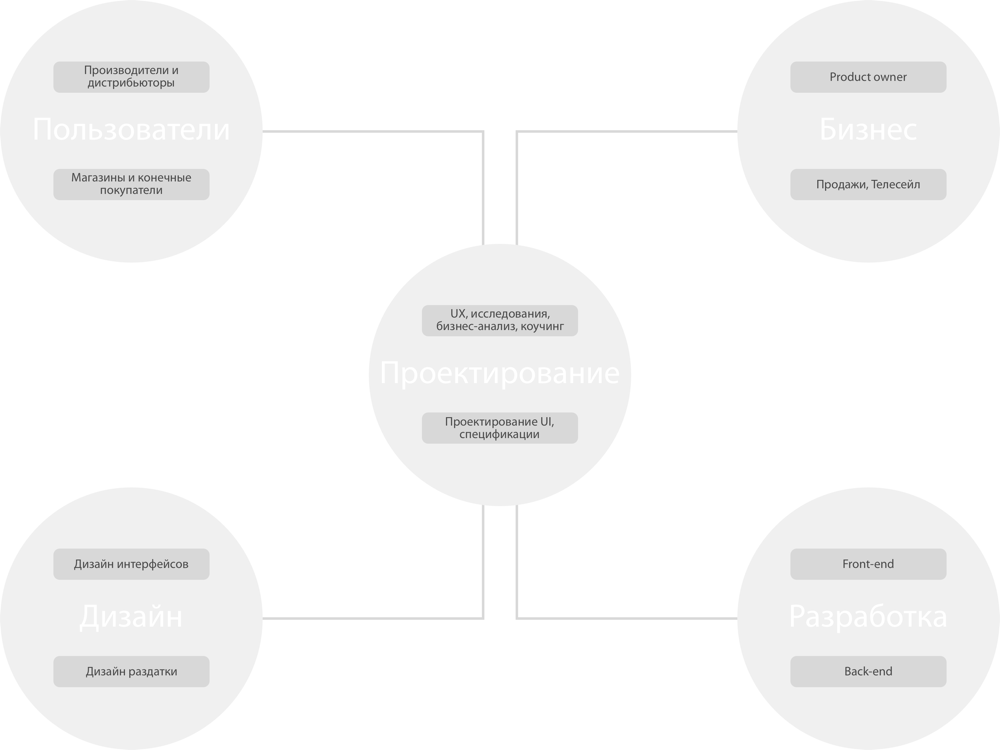 Производители и
дистрибьюторы
Пользователи
Магазины и конечные
покупатели
Product owner
Бизнес
Продажи, Телесейл
UX, исследования,
бизнес-анализ, коучинг
Проектирование
Проектирование UI,
спецификации
Дизайн интерфейсов
Дизайн
Дизайн раздатки
Front-end
Разработка
Back-end